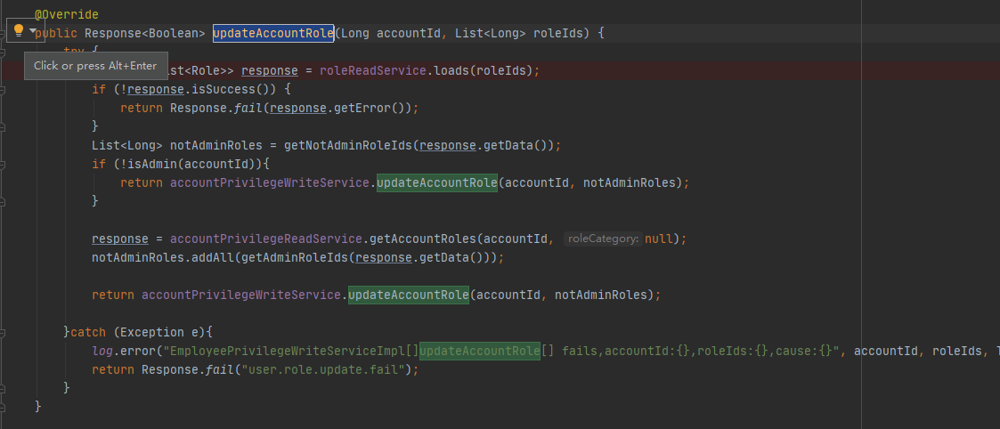 @Override
public Response<Boolean> updateAccountRole(Long accountId, List<Long> roleIds) {
try {
Click or press Alt+Enter
st<Role>> response = roleReadService.loads(roleIds);
if (!response.isSuccess()) {
return Response.fail(response.getError());
}
List<Long> notAdminRoles = getNotAdminRoleIds(response.getData());
if (!isAdmin(accountId)){
return accountPrivilegeWriteService.updateAccountRole(accountId, notAdminRoles);
}
response = accountPrivilegeReadService.getAccountRoles(accountId, roleCategory: null);
notAdminRoles.addAll(getAdminRoleIds(response.getData()));
return accountPrivilegeWriteService.updateAccountRole(accountId, notAdminRoles);
}catch (Exception e){
log.error("EmployeePrivilegeWriteServiceImpl[]updateAccountRole[] fails,accountId:{},roleIds:{},cause:{}", accountId, roleIds,
return Response.fail("user.role.update.fail");
}
}